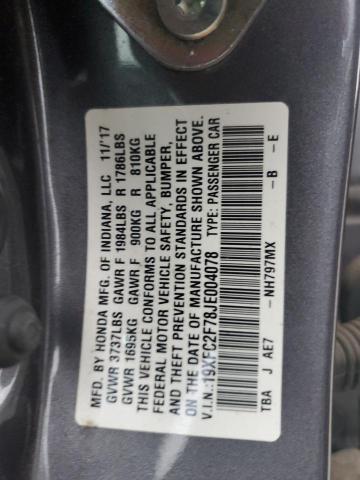 MFD. BY HONDA MFG. OF INDIANA, LLC 11/'17
GVWR 3737LBS GAWR F 1984LBS R 1786LBS
GVWR 1695KG GAWR F 900KG R 810KG
THIS VEHICLE CONFORMS TO ALL APPLICABLE
FEDERAL MOTOR VEHICLE SAFETY, BUMPER,
AND THEFT PREVENTION STANDARDS IN EFFECT
ON THE DATE OF MANUFACTURE SHOWN ABOVE.
V.I.N.:19XFC2F78JE004078 TYPE: PASSENGER CAR
TBA J AE7 -NH797MX -B -E